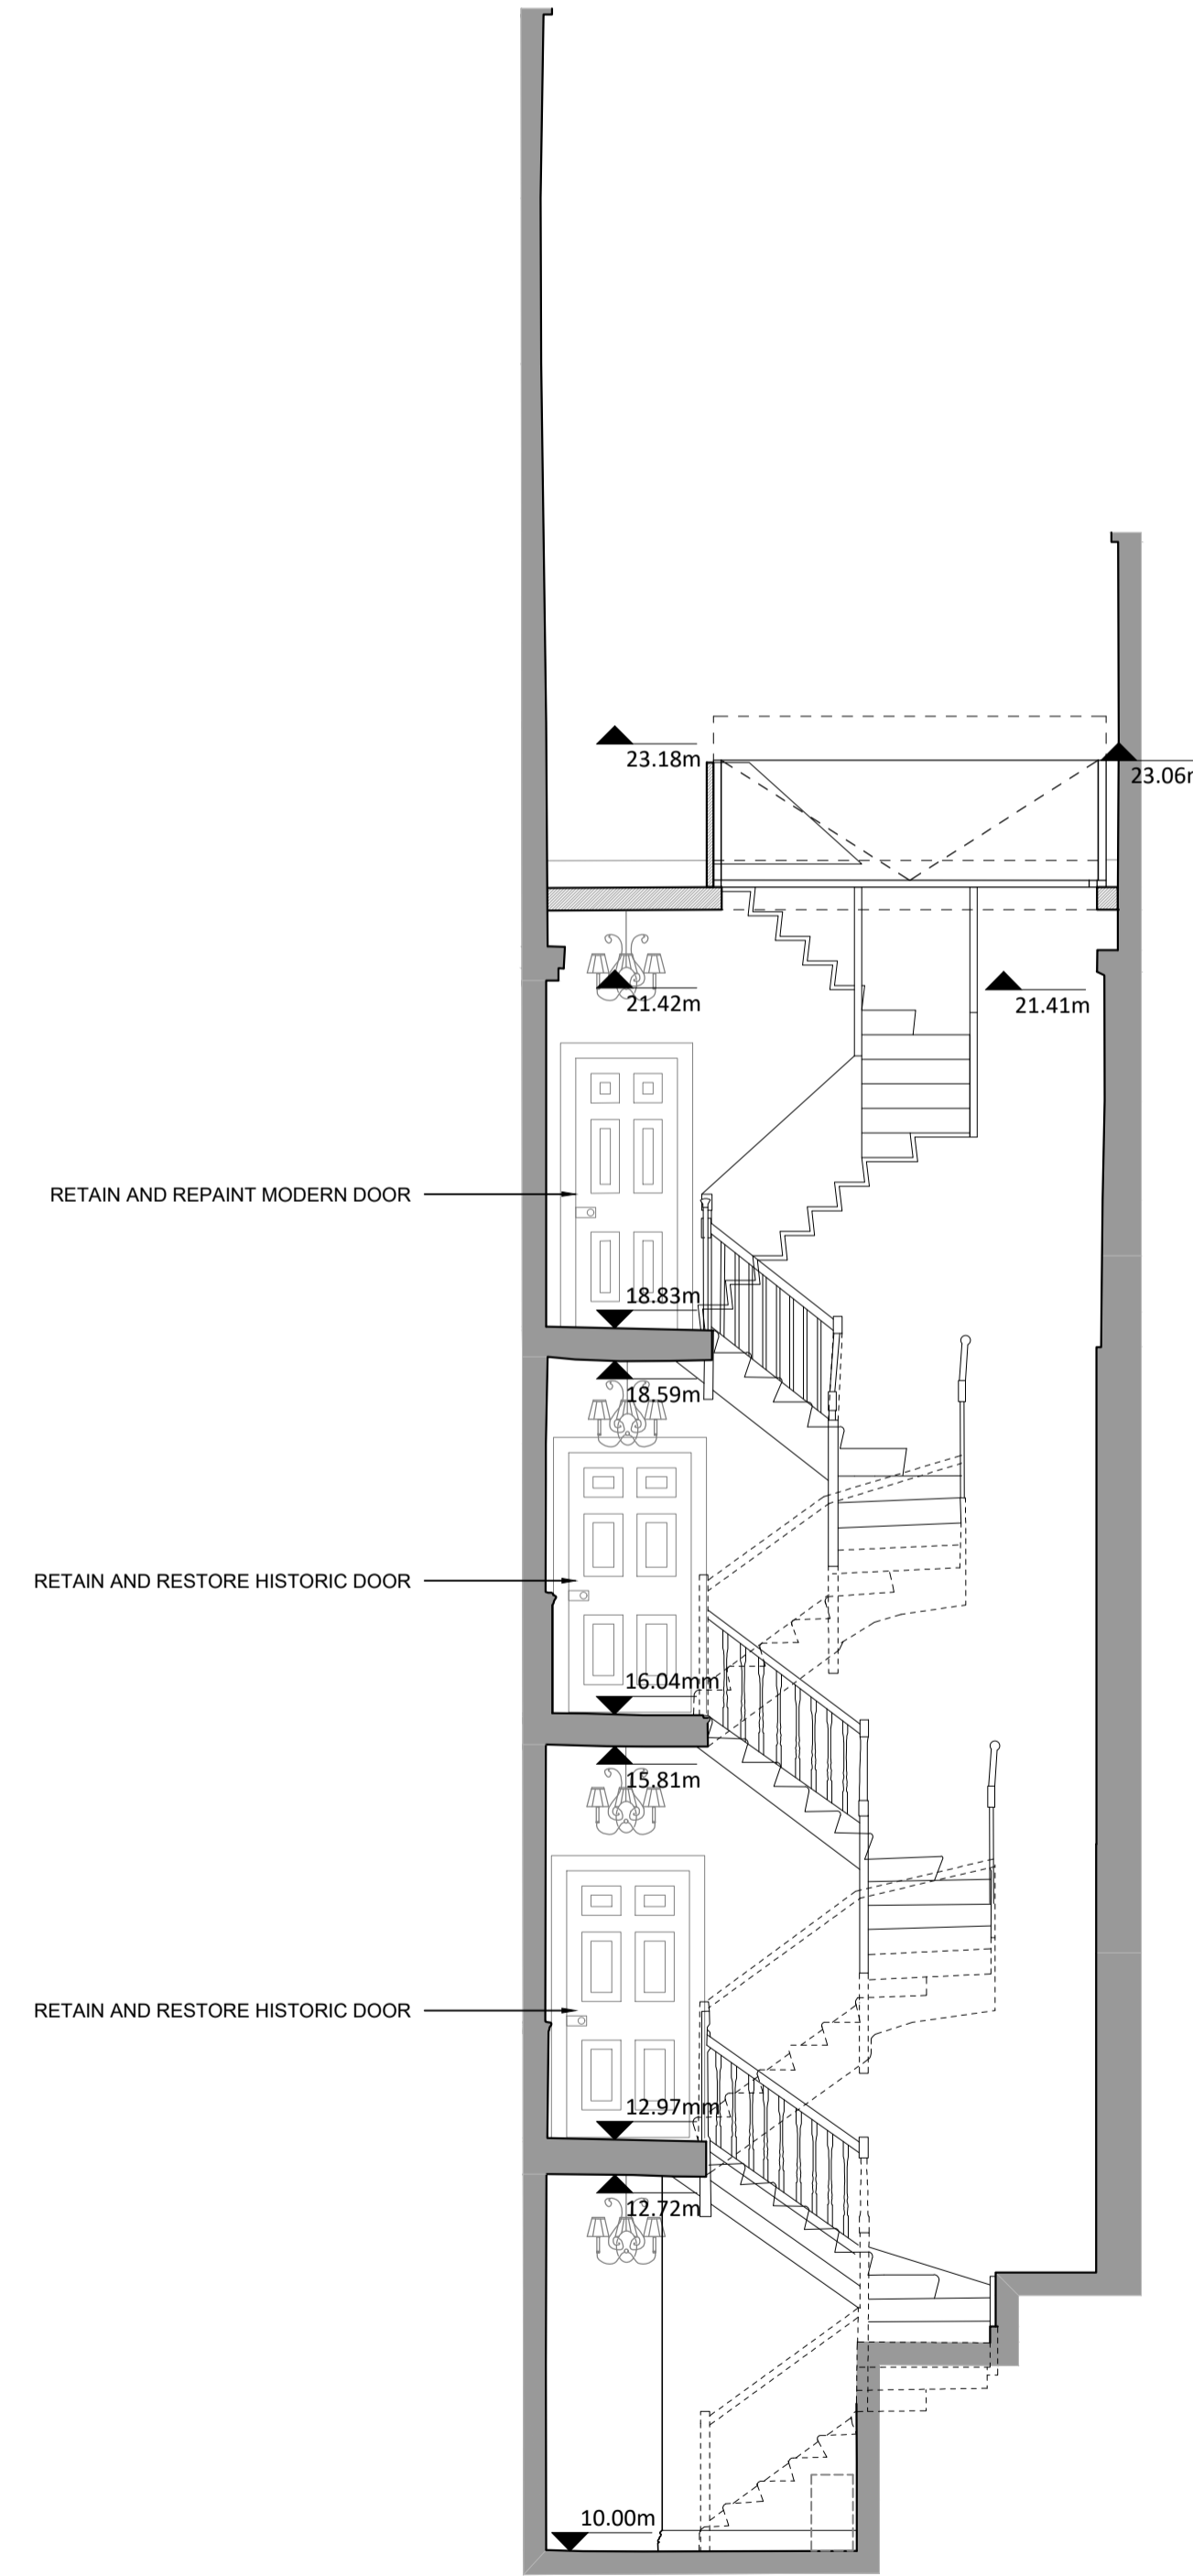 23.18m
23.06m
21.42m
21.41m
RETAIN AND REPAINT MODERN DOOR
18.83m
18.59m
RETAIN AND RESTORE HISTORIC DOOR
16.04mm
15.81m
RETAIN AND RESTORE HISTORIC DOOR
12.97mm
12.72m
10.00m